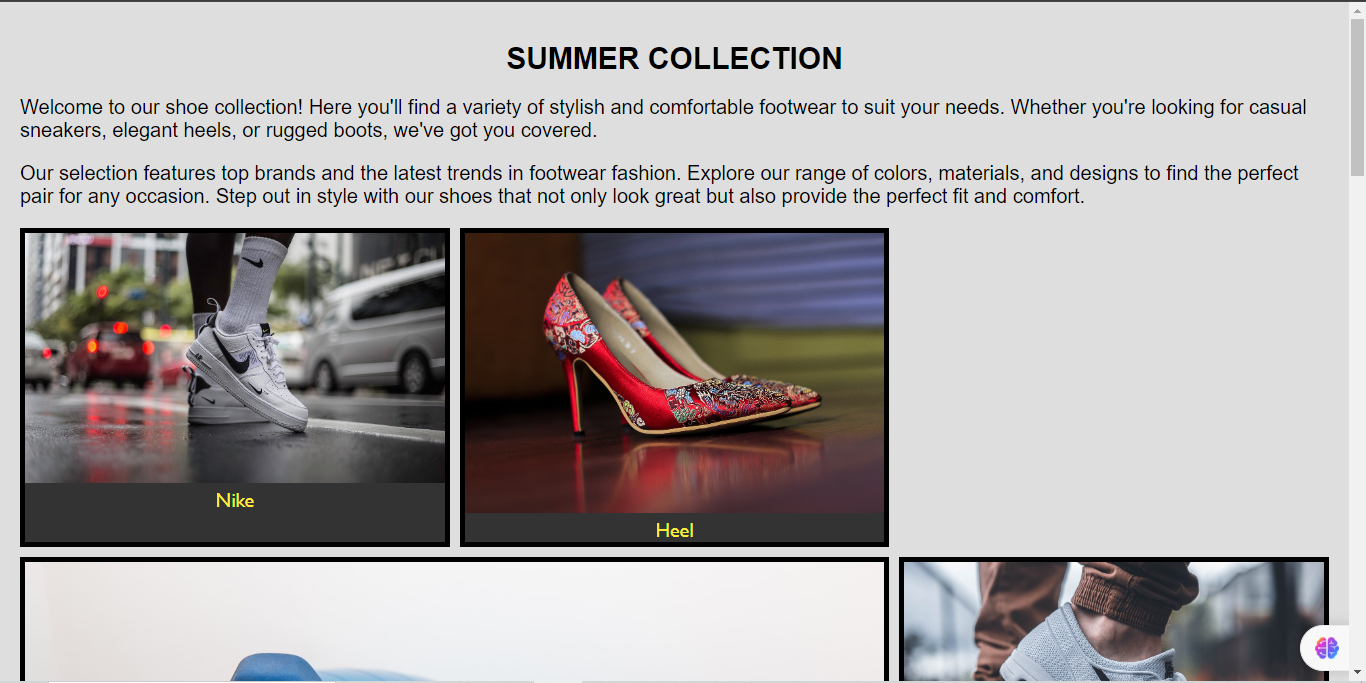 SUMMER COLLECTION
Welcome to our shoe collection! Here you'll find a variety of stylish and comfortable footwear to suit your needs. Whether you're looking for casual
sneakers, elegant heels, or rugged boots, we've got you covered.
Our selection features top brands and the latest trends in footwear fashion. Explore our range of colors, materials, and designs to find the perfect
pair for any occasion. Step out in style with our shoes that not only look great but also provide the perfect fit and comfort.
Nike
Heel